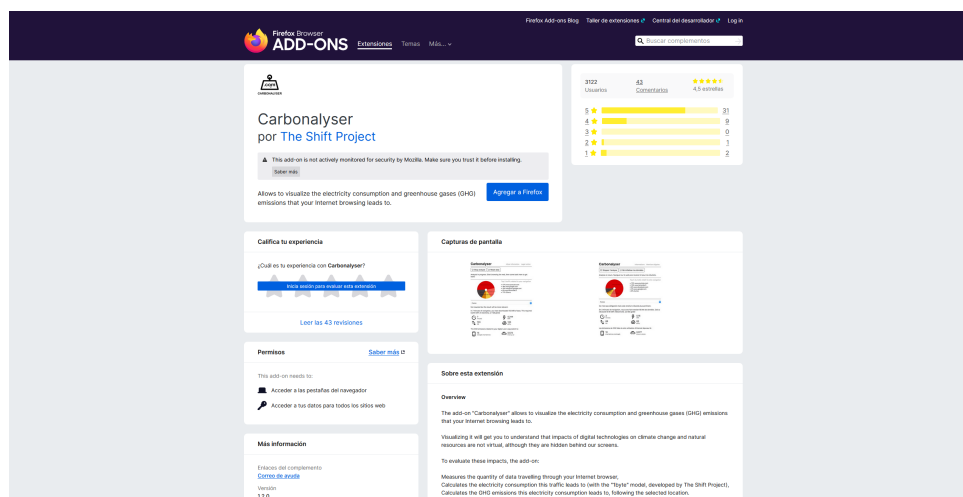 Firefox Add-ons Blog Taller de extensiones Central del desarrollador Log in
Firefox Browser
ADD-ONS
Extensiones Temas Más...
Buscar complementos
CARBONALYSER
Carbonalyser
por The Shift Project
This add-on is not actively monitored for security by Mozilla. Make sure you trust it before installing.
Saber más
Allows to visualize the electricity consumption and greenhouse gases (GHG)
emissions that your Internet browsing leads to.
Agregar a Firefox
3122 43
Usuarios Comentarios 4,5 estrellas
5 31
4 9
3 0
2 1
1 2
Califica tu experiencia
¿Cuál es tu experiencia con Carbonalyser?
Inicia sesión para evaluar esta extensión
Leer las 43 revisiones
Capturas de pantalla
Carbonalyser
Carbonalyser
Permisos Saber más
This add-on needs to:
Acceder a las pestañas del navegador
Acceder a tus datos para todos los sitios web
Más información
Enlaces del complemento
Correo de ayuda
Versión
1.2.0
Sobre esta extensión
Overview
The add-on "Carbonalyser" allows to visualize the electricity consumption and greenhouse gases (GHG) emissions
that your Internet browsing leads to.
Visualizing it will get you to understand that impacts of digital technologies on climate change and natural
resources are not virtual, although they are hidden behind our screens.
To evaluate these impacts, the add-on:
Measures the quantity of data travelling through your Internet browser,
Calculates the electricity consumption this traffic leads to (with the "1byte" model, developed by The Shift Project),
Calculates the GHG emissions this electricity consumption leads to, following the selected location.